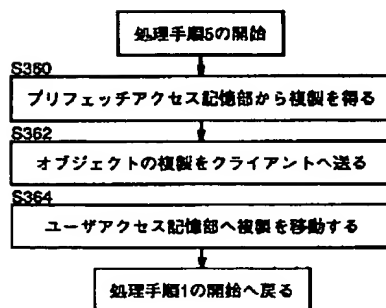 処理手順5の開始
S360
プリフェッチアクセス記憶部から複製を得る
S362
オブジェクトの複製をクライアントへ送る
S364
ユーザアクセス記憶部へ複製を移動する
処理手順1の開始へ戻る